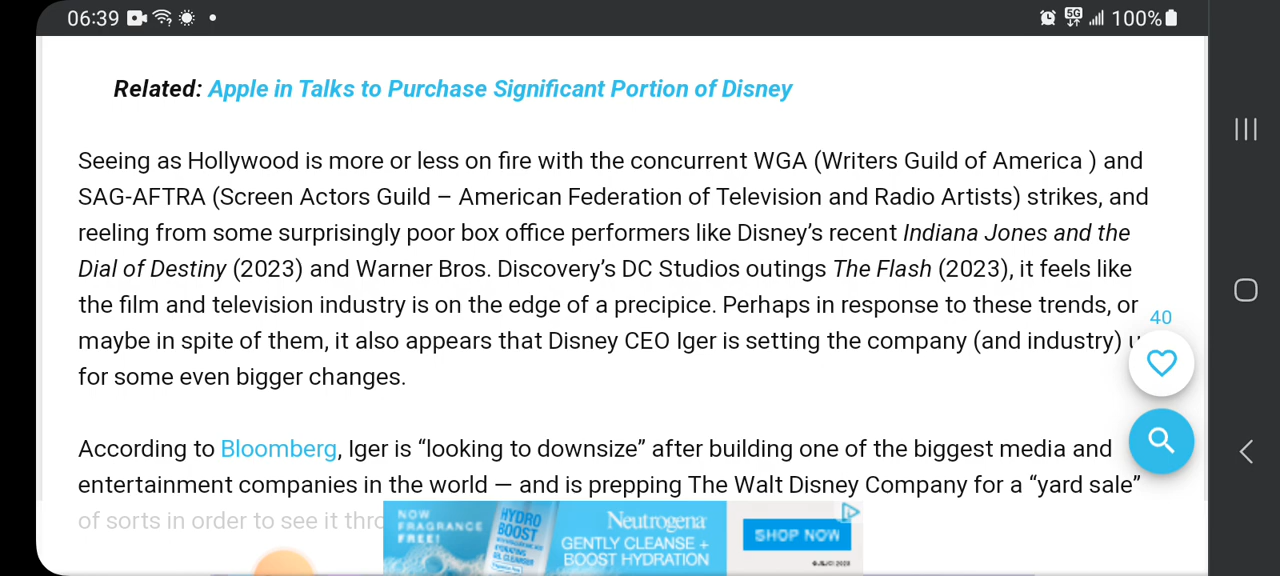 06:39
5G
100%
Related: Apple in Talks to Purchase Significant Portion of Disney
Seeing as Hollywood is more or less on fire with the concurrent WGA (Writers Guild of America ) and
SAG-AFTRA (Screen Actors Guild – American Federation of Television and Radio Artists) strikes, and
reeling from some surprisingly poor box office performers like Disney’s recent Indiana Jones and the
Dial of Destiny (2023) and Warner Bros. Discovery’s DC Studios outings The Flash (2023), it feels like
the film and television industry is on the edge of a precipice. Perhaps in response to these trends, or
40
maybe in spite of them, it also appears that Disney CEO Iger is setting the company (and industry)
for some even bigger changes.
According to Bloomberg, Iger is “looking to downsize” after building one of the biggest media and
entertainment companies in the world — and is prepping The Walt Disney Company for a “yard sale”
of sorts in order to see it
NOW
FRAGRANCE
FREE!
HYDRO
BOOST
HYDRATING
GEL CLEANSER
Neutrogena
GENTLY CLEANSE +
BOOST HYDRATION
SHOP NOW